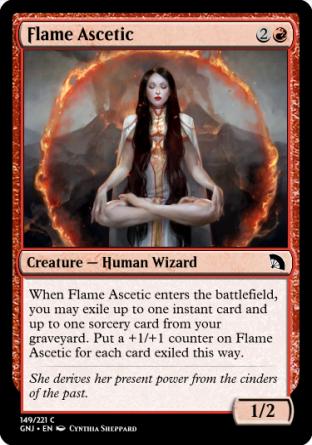 Flame Ascetic 2
Creature — Human Wizard
When Flame Ascetic enters the battlefield,
you may exile up to one instant card and
up to one sorcery card from your
graveyard. Put a +1/+1 counter on Flame
Ascetic for each card exiled this way.
She derives her present power from the cinders
of the past.
1/2
149/221 C
GNJ • EN Cynthia Sheppard